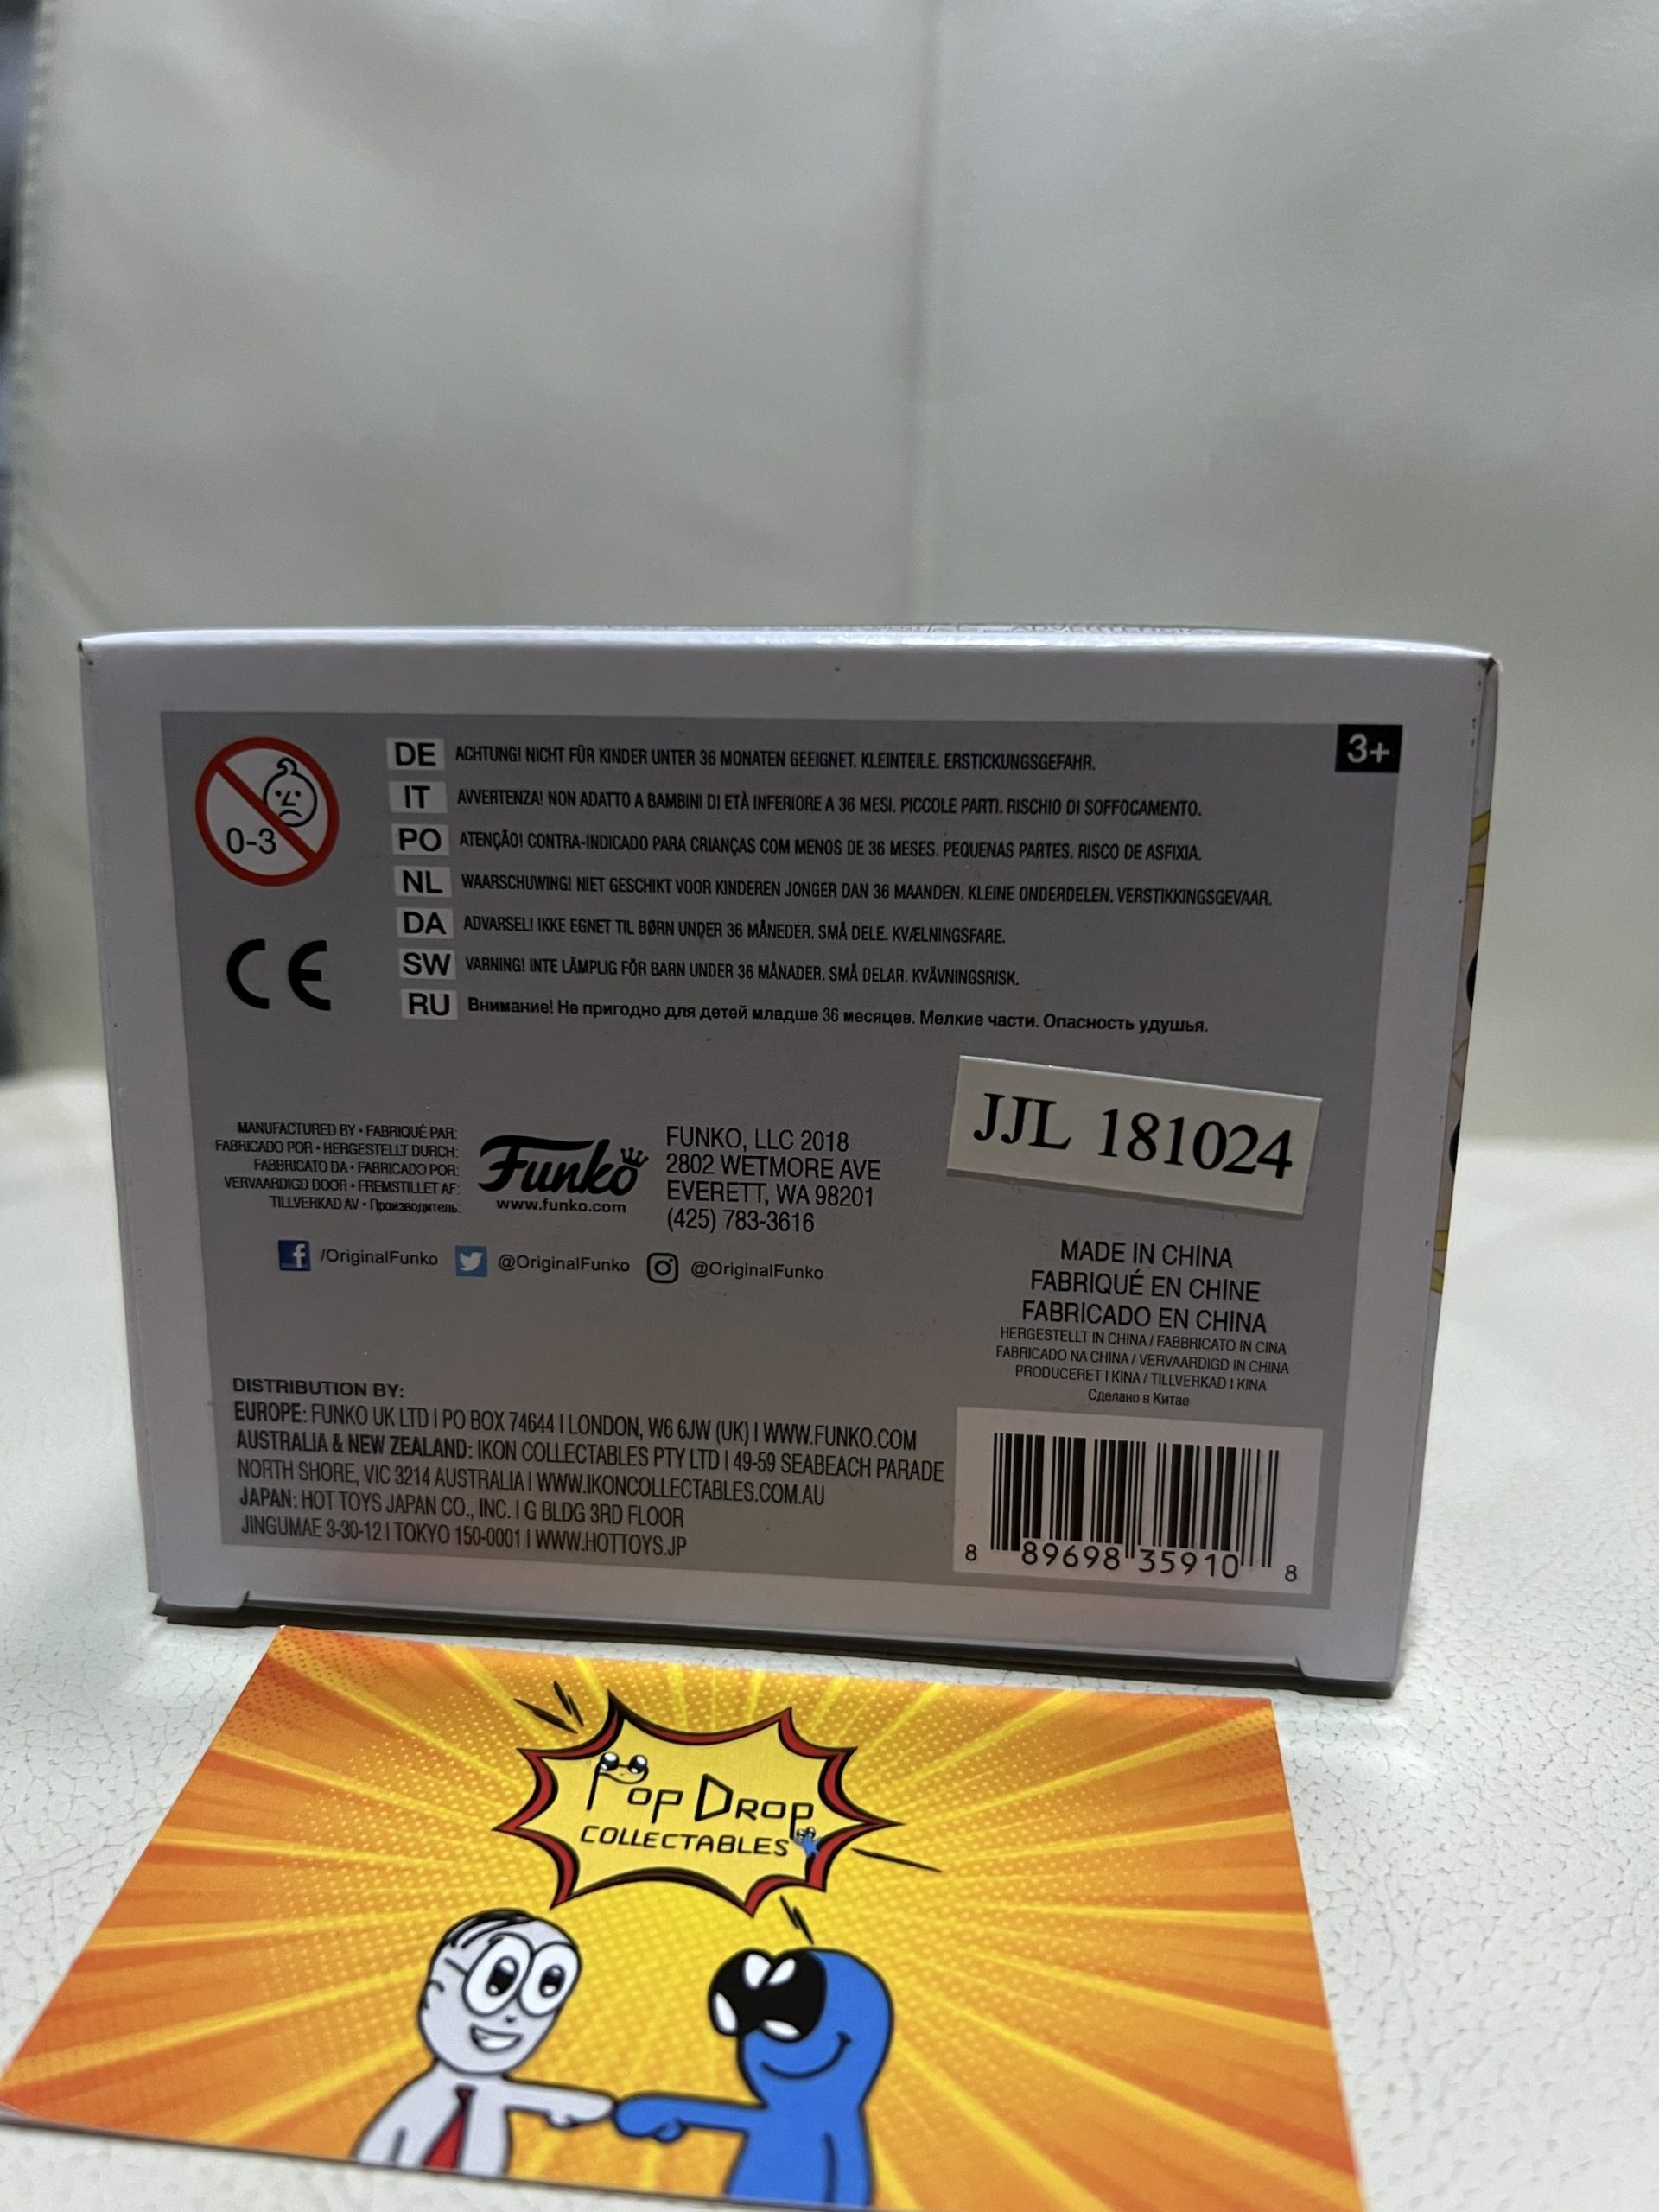 3+
0-3
DE ACHTUNG! NICHT FÜR KINDER UNTER 36 MONATEN GEEIGNET. KLEINTEILE. ERSTICKUNGSGEFAHR.
IT AVVERTENZA! NON ADATTO A BAMBINI DI ETÀ INFERIORE A 36 MESI. PICCOLE PARTI. RISCHIO DI SOFFOCAMENTO.
PO ATENÇÃO! CONTRA-INDICADO PARA CRIANÇAS COM MENOS DE 36 MESES. PEQUENAS PARTES. RISCO DE ASFIXIA.
NL WAARSCHUWING! NIET GESCHIKT VOOR KINDEREN JONGER DAN 36 MAANDEN. KLEINE ONDERDELEN. VERSTIKKINGSGEVAAR.
DA ADVARSEL! IKKE EGNET TIL BØRN UNDER 36 MÅNEDER. SMÅ DELE. KVÆLNINGSFARE.
SW VARNING! INTE LÄMPLIG FÖR BARN UNDER 36 MÅNADER. SMÅ DELAR. KVÄVNINGSRISK.
RU Внимание! Не пригодно для детей младше 36 месяцев. Мелкие части. Опасность удушья.
CE
MANUFACTURED BY • FABRIQUÉ PAR:
FABRICADO POR • HERGESTELLT DURCH:
FABBRICATO DA • FABRICADO POR:
VERVAARDIGD DOOR • FREMSTILLET AF:
TILLVERKAD AV • Производитель:
Funko
www.funko.com
FUNKO, LLC 2018
2802 WETMORE AVE
EVERETT, WA 98201
(425) 783-3616
/OriginalFunko @OriginalFunko @OriginalFunko
JJL 181024
MADE IN CHINA
FABRIQUÉ EN CHINE
FABRICADO EN CHINA
HERGESTELLT IN CHINA / FABBRICATO IN CINA
FABRICADO NA CHINA / VERVAARDIGD IN CHINA
PRODUCERET I KINA / TILLVERKAD I KINA
Сделано в Китае
DISTRIBUTION BY:
EUROPE: FUNKO UK LTD | PO BOX 74644 | LONDON, W6 6JW (UK) | WWW.FUNKO.COM
AUSTRALIA & NEW ZEALAND: IKON COLLECTABLES PTY LTD | 49-59 SEABEACH PARADE
NORTH SHORE, VIC 3214 AUSTRALIA | WWW.IKONCOLLECTABLES.COM.AU
JAPAN: HOT TOYS JAPAN CO., INC. | G BLDG 3RD FLOOR
JINGUMAE 3-30-12 | TOKYO 150-0001 | WWW.HOTTOYS.JP
8 89698 35910 8
POP DROP
COLLECTABLES